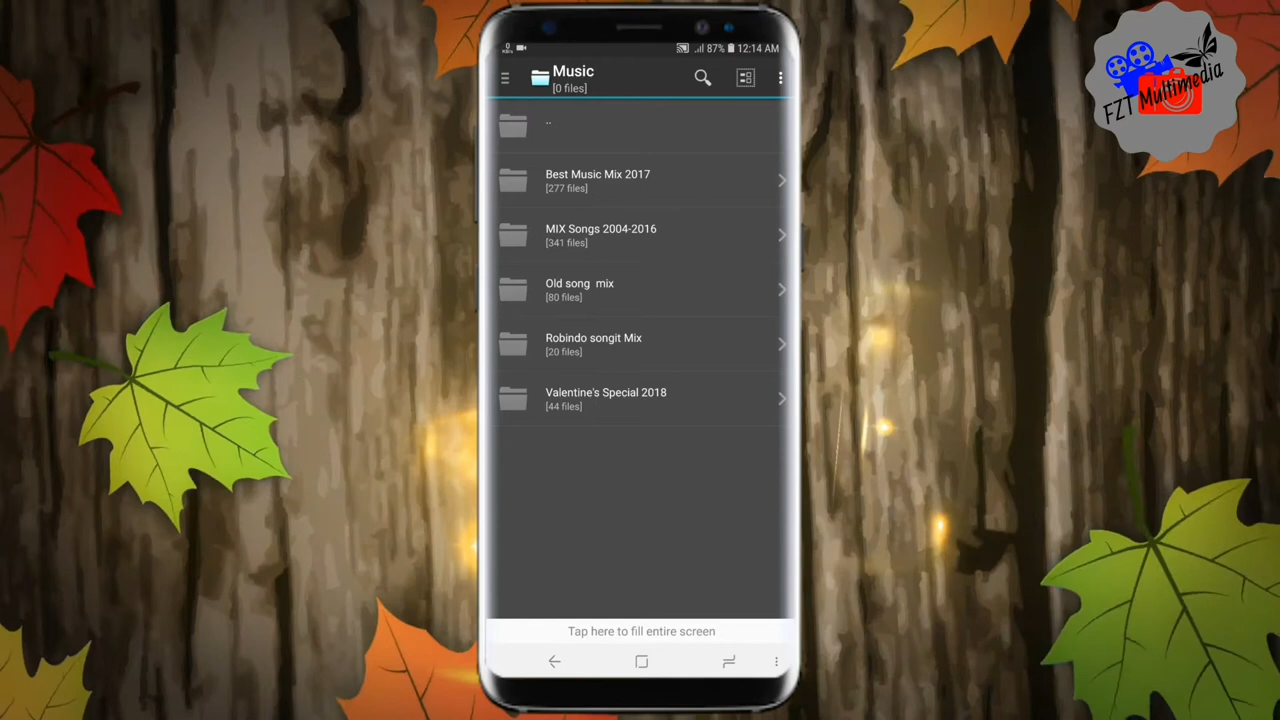 0
KB/s
87% 12:14 AM
Music
[0 files]
..
Best Music Mix 2017
[277 files]
MIX Songs 2004-2016
[341 files]
Old song  mix
[80 files]
Robindo songit Mix
[20 files]
Valentine's Special 2018
[44 files]
Tap here to fill entire screen
FZT Multimedia